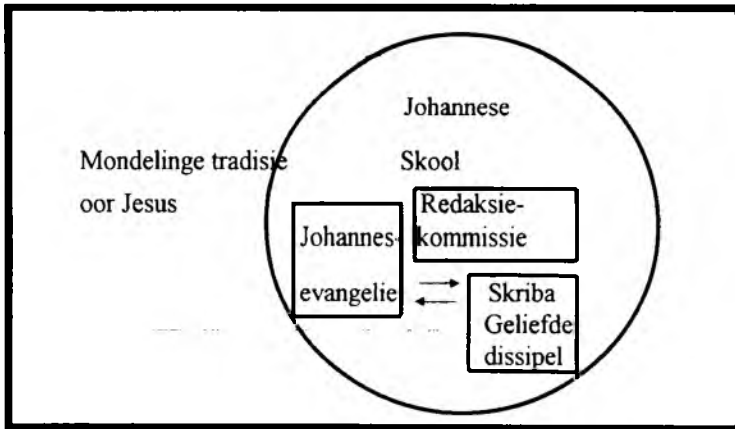 Johannese
Mondelinge tradisie
Skool
oor Jesus
Redaksie-
kommissie
Johannes-
evangelie
Skriba
Geliefde
dissipel